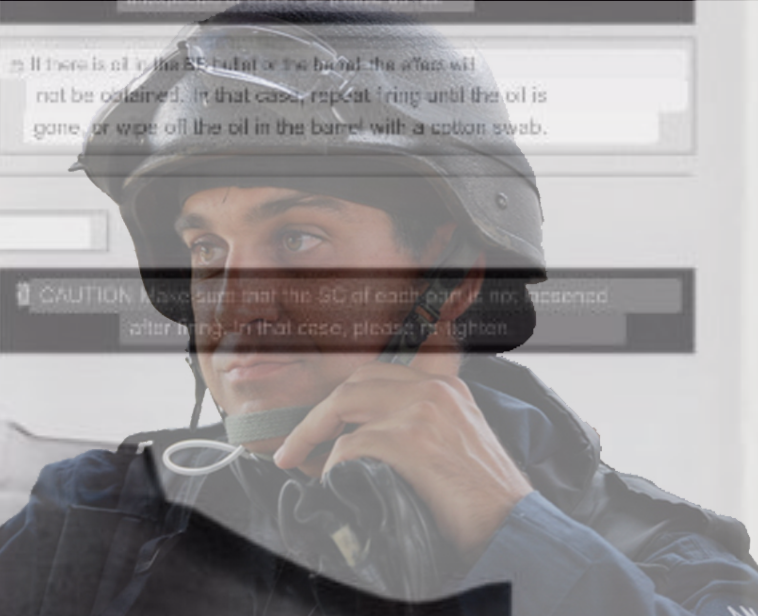 If there is oil in the BB bullet or the barrel, the effect will
not be obtained. In that case, repeat firing until the oil is
gone, or wipe off the oil in the barrel with a cotton swab.
CAUTION Make sure that the SC of each part is not loosened
after firing. In that case, please re-tighten.